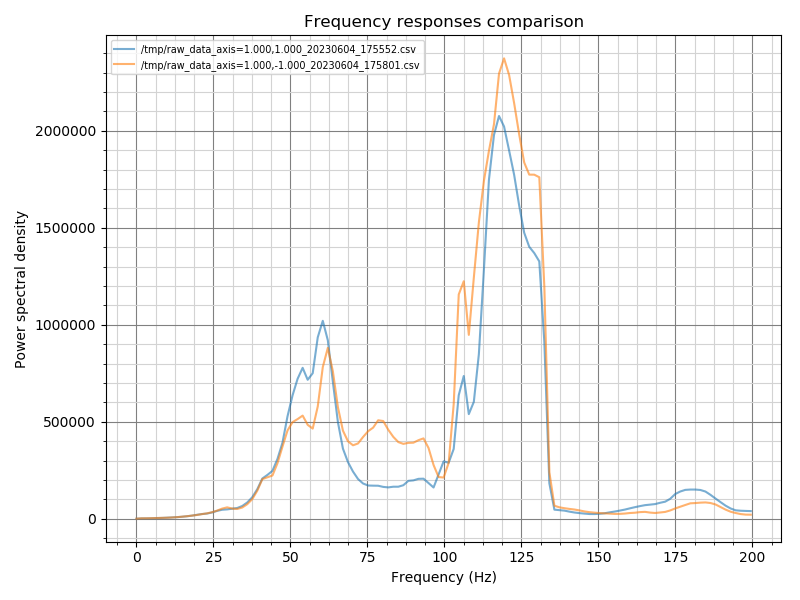 Frequency responses comparison
/tmp/raw_data_axis=1.000,1.000_20230604_175552.csv
/tmp/raw_data_axis=1.000,-1.000_20230604_175801.csv
Power spectral density
2000000
1500000
1000000
500000
0
0 25 50 75 100 125 150 175 200
Frequency (Hz)